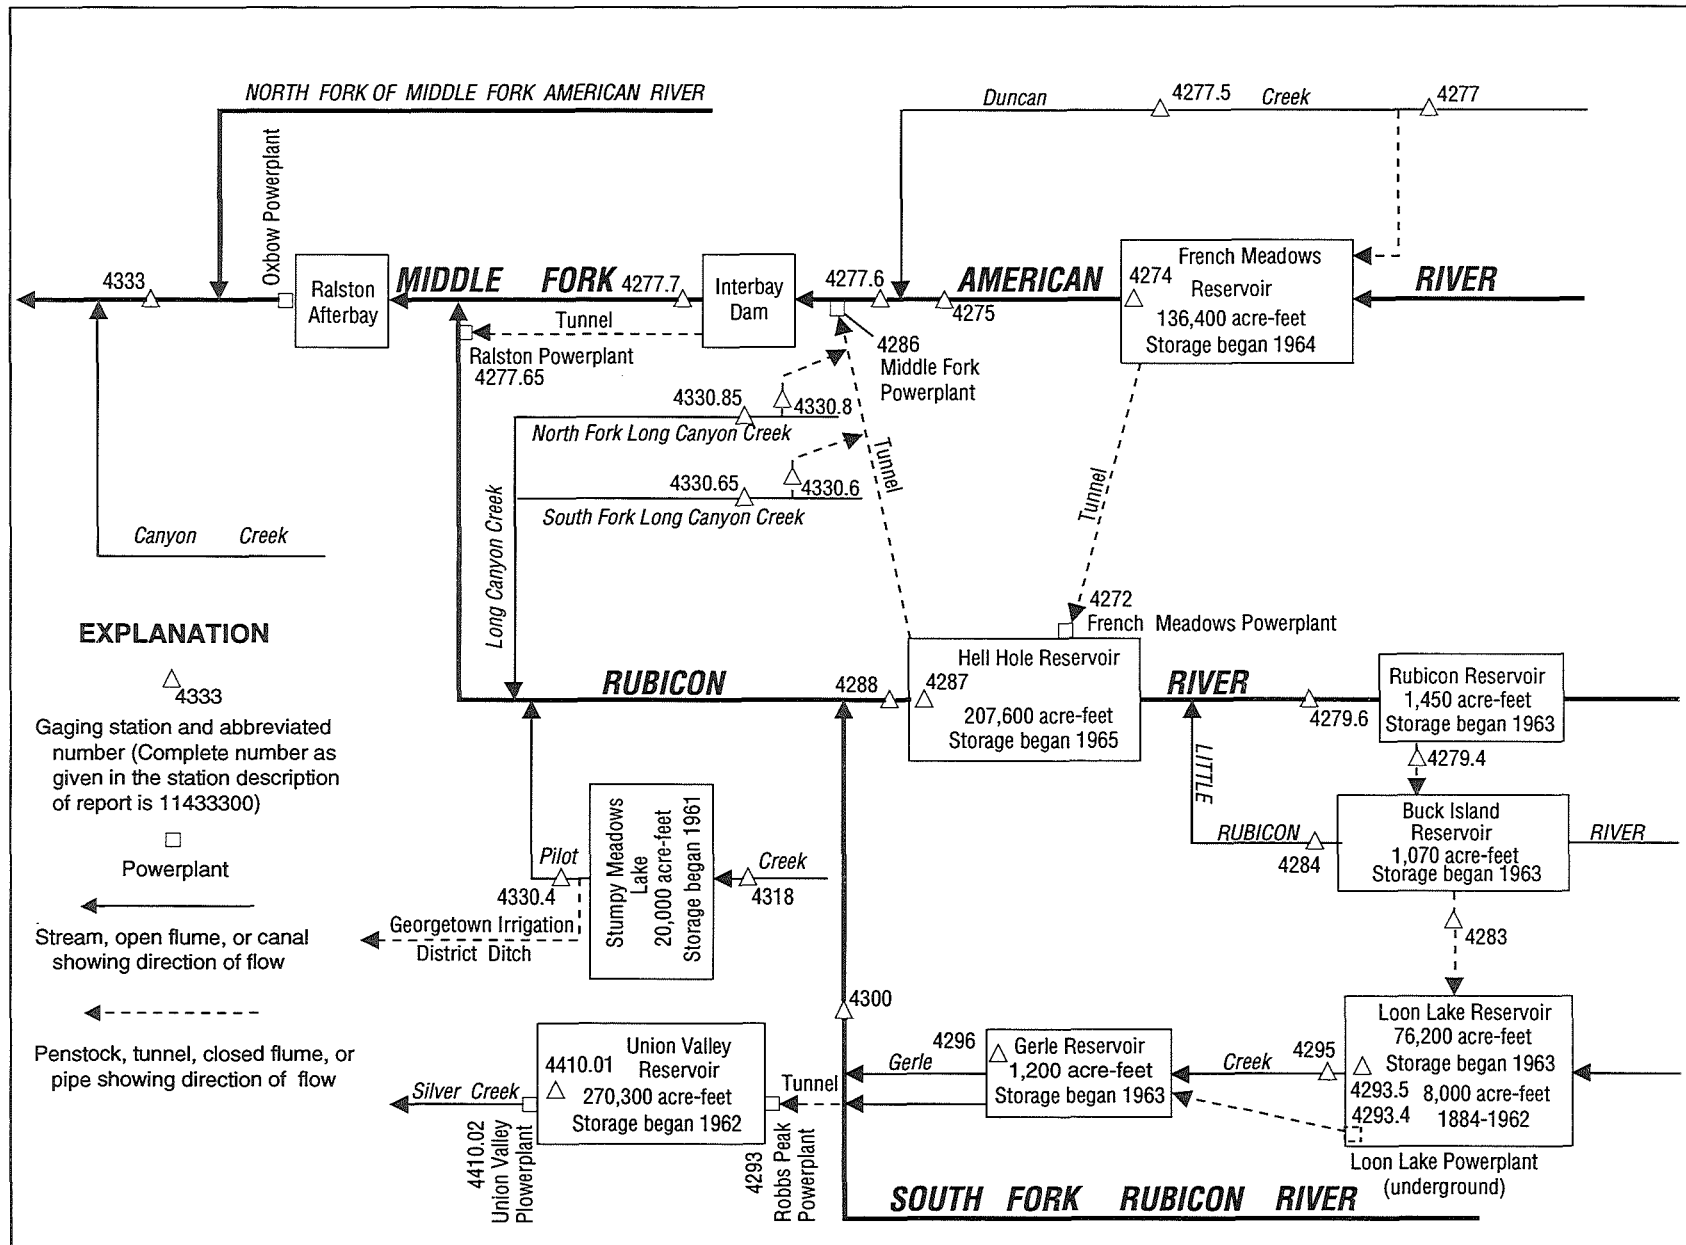 NORTH FORK OF MIDDLE FORK AMERICAN RIVER
Duncan
4277.5
Creek
4277
Oxbow Powerplant
4333
Ralston
Afterbay
MIDDLE FORK
4277.7
Interbay
Dam
4277.6
AMERICAN
4275
4274
French Meadows
Reservoir
136,400 acre-feet
Storage began 1964
RIVER
Tunnel
Ralston Powerplant
4277.65
4286
Middle Fork
Powerplant
4330.85
4330.8
North Fork Long Canyon Creek
Tunnel
4330.65
4330.6
South Fork Long Canyon Creek
Long Canyon Creek
Tunnel
Canyon Creek
4272
French Meadows Powerplant
EXPLANATION
4333
Gaging station and abbreviated
number (Complete number as
given in the station description
of report is 11433300)
Powerplant
Stream, open flume, or canal
showing direction of flow
Penstock, tunnel, closed flume, or
pipe showing direction of flow
RUBICON
4288
4287
Hell Hole Reservoir
207,600 acre-feet
Storage began 1965
RIVER
4279.6
Rubicon Reservoir
1,450 acre-feet
Storage began 1963
4279.4
LITTLE
RUBICON
4284
Buck Island
Reservoir
1,070 acre-feet
Storage began 1963
RIVER
4283
Pilot
4330.4
Stumpy Meadows
Lake
20,000 acre-feet
Storage began 1961
Creek
4318
Georgetown Irrigation
District Ditch
4300
Silver Creek
4410.02
Union Valley
Plowerplant
4410.01
Union Valley
Reservoir
270,300 acre-feet
Storage began 1962
Tunnel
4293
Robbs Peak
Powerplant
Gerle
4296
Gerle Reservoir
1,200 acre-feet
Storage began 1963
Creek
4295
Loon Lake Reservoir
76,200 acre-feet
Storage began 1963
4293.5
8,000 acre-feet
4293.4
1884-1962
Loon Lake Powerplant
(underground)
SOUTH FORK RUBICON RIVER